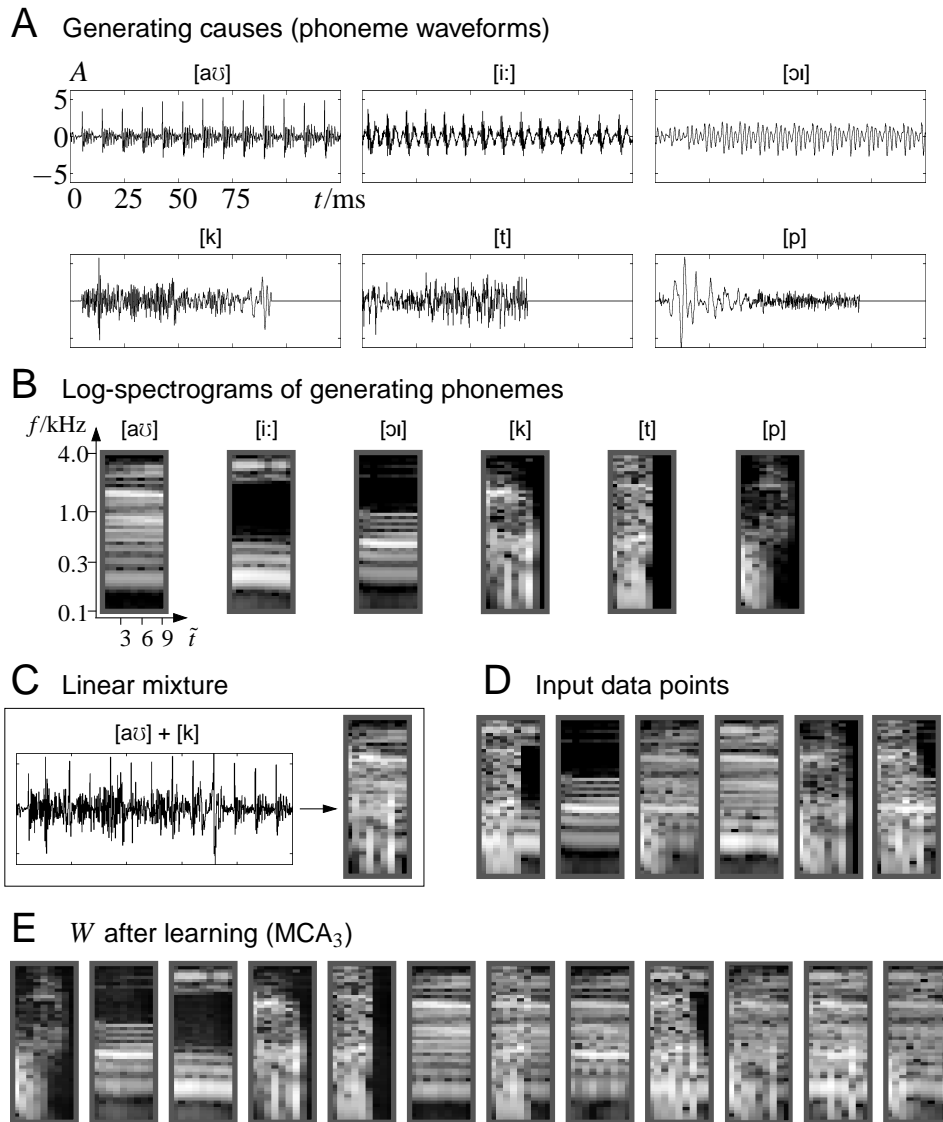 A Generating causes (phoneme waveforms)
A [aʊ] [i:] [ɔı]
5
0
−5
0 25 50 75 t/ms
[k] [t] [p]
B Log-spectrograms of generating phonemes
f/kHz [aʊ] [i:] [ɔı] [k] [t] [p]
4.0
1.0
0.3
0.1
3 6 9 t̃
C Linear mixture D Input data points
[aʊ] + [k]
E W after learning (MCA₃)